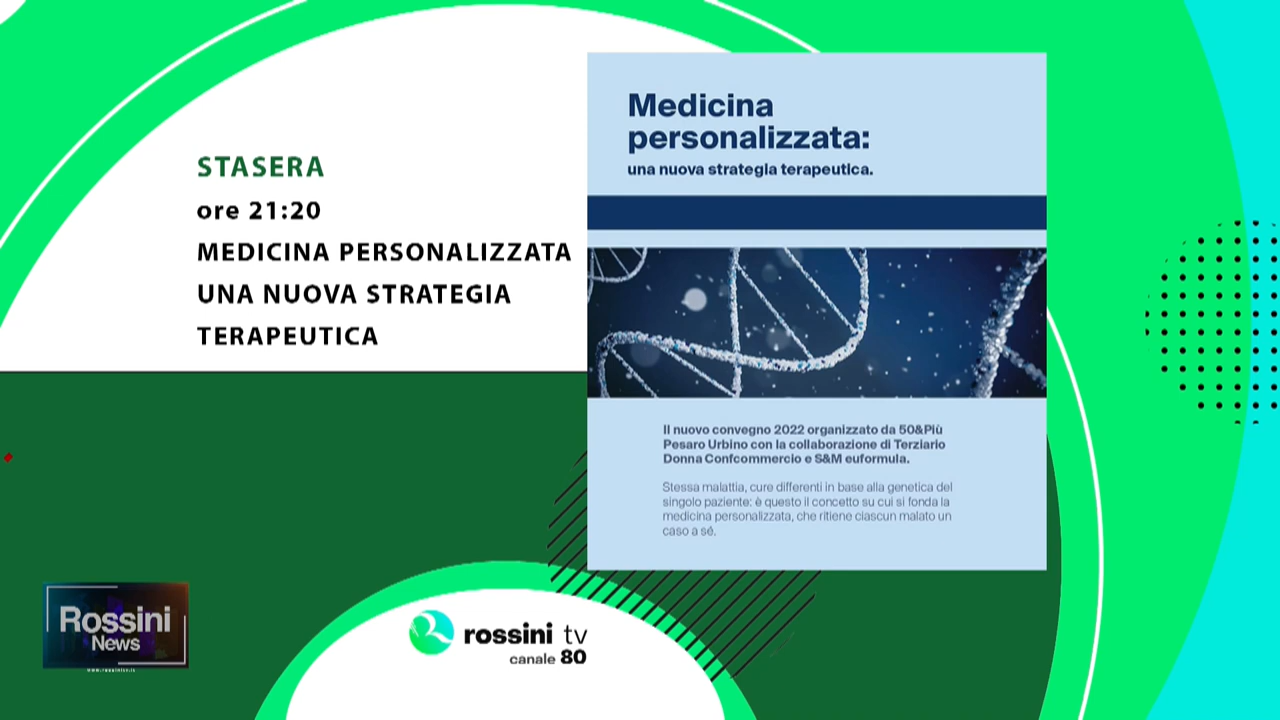 STASERA
ore 21:20
MEDICINA PERSONALIZZATA
UNA NUOVA STRATEGIA
TERAPEUTICA
Medicina
personalizzata:
una nuova strategia terapeutica.
Il nuovo convegno 2022 organizzato da 50&Più
Pesaro Urbino con la collaborazione di Terziario
Donna Confcommercio e S&M euformula.
Stessa malattia, cure differenti in base alla genetica del
singolo paziente: è questo il concetto su cui si fonda la
medicina personalizzata, che ritiene ciascun malato un
caso a sé.
Rossini
News
www.rossinitv.it
rossini tv
canale 80